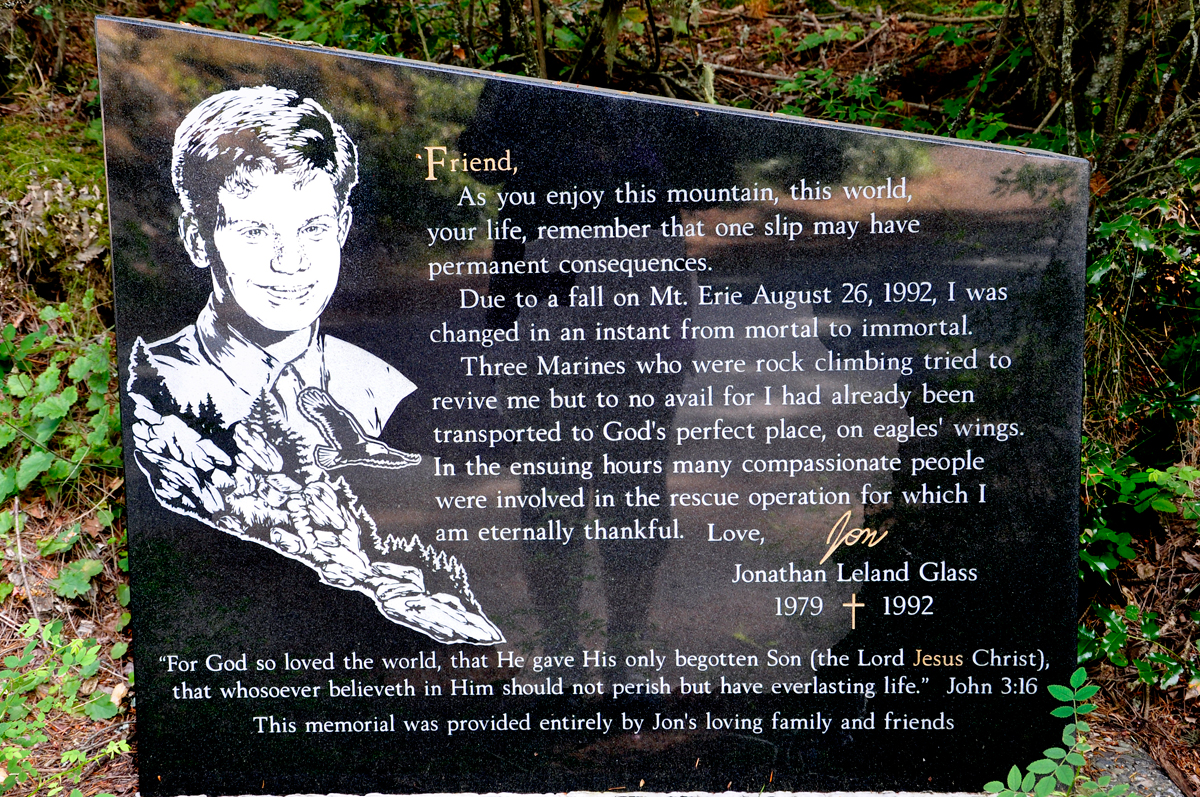 Friend,
As you enjoy this mountain, this world,
your life, remember that one slip may have
permanent consequences.
Due to a fall on Mt. Erie August 26, 1992, I was
changed in an instant from mortal to immortal.
Three Marines who were rock climbing tried to
revive me but to no avail for I had already been
transported to God's perfect place, on eagles' wings.
In the ensuing hours many compassionate people
were involved in the rescue operation for which I
am eternally thankful. Love, Jon
Jonathan Leland Glass
1979 ✝ 1992
“For God so loved the world, that He gave His only begotten Son (the Lord Jesus Christ),
that whosoever believeth in Him should not perish but have everlasting life.” John 3:16
This memorial was provided entirely by Jon's loving family and friends